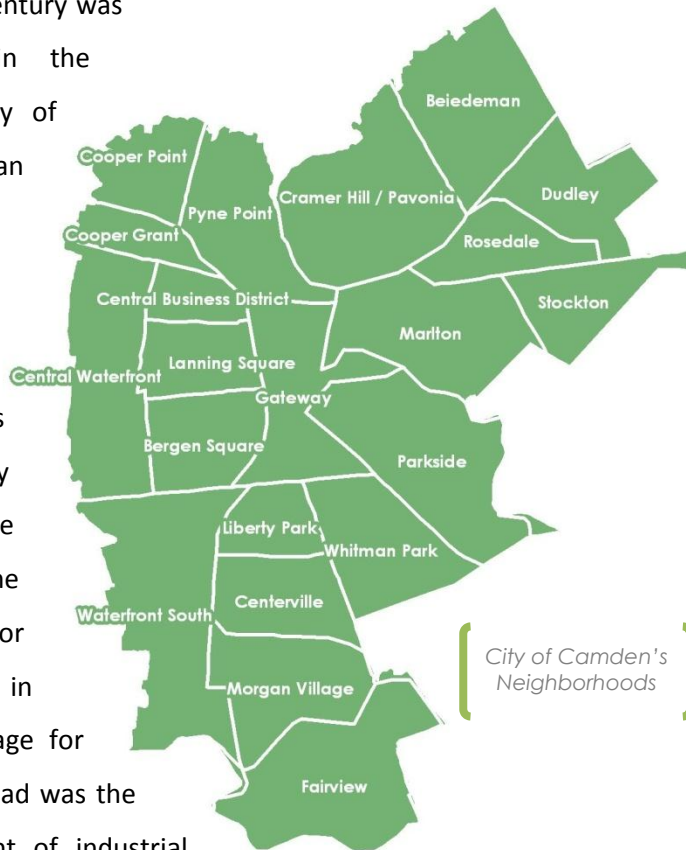 entury was
n the
y of
an
s
y
e
ne
or
in
age for
ad was the
nt of industrial
Beiedeman
Cooper Point
Cramer Hill / Pavonia
Dudley
Pyne Point
Cooper Grant
Rosedale
Central Business District
Stockton
Marlton
Lanning Square
Central Waterfront
Gateway
Bergen Square
Parkside
Liberty Park
Whitman Park
Centerville
Waterfront South
Morgan Village
Fairview
City of Camden's
Neighborhoods